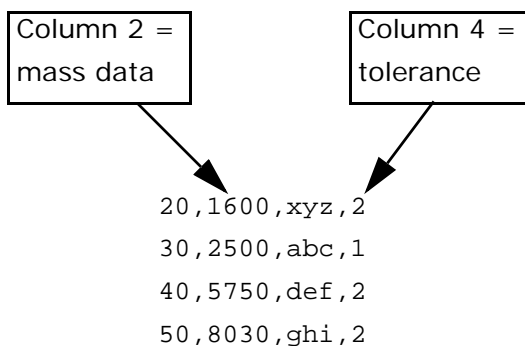 Column 2 =
mass data
Column 4 =
tolerance
20,1600,xyz,2
30,2500,abc,1
40,5750,def,2
50,8030,ghi,2